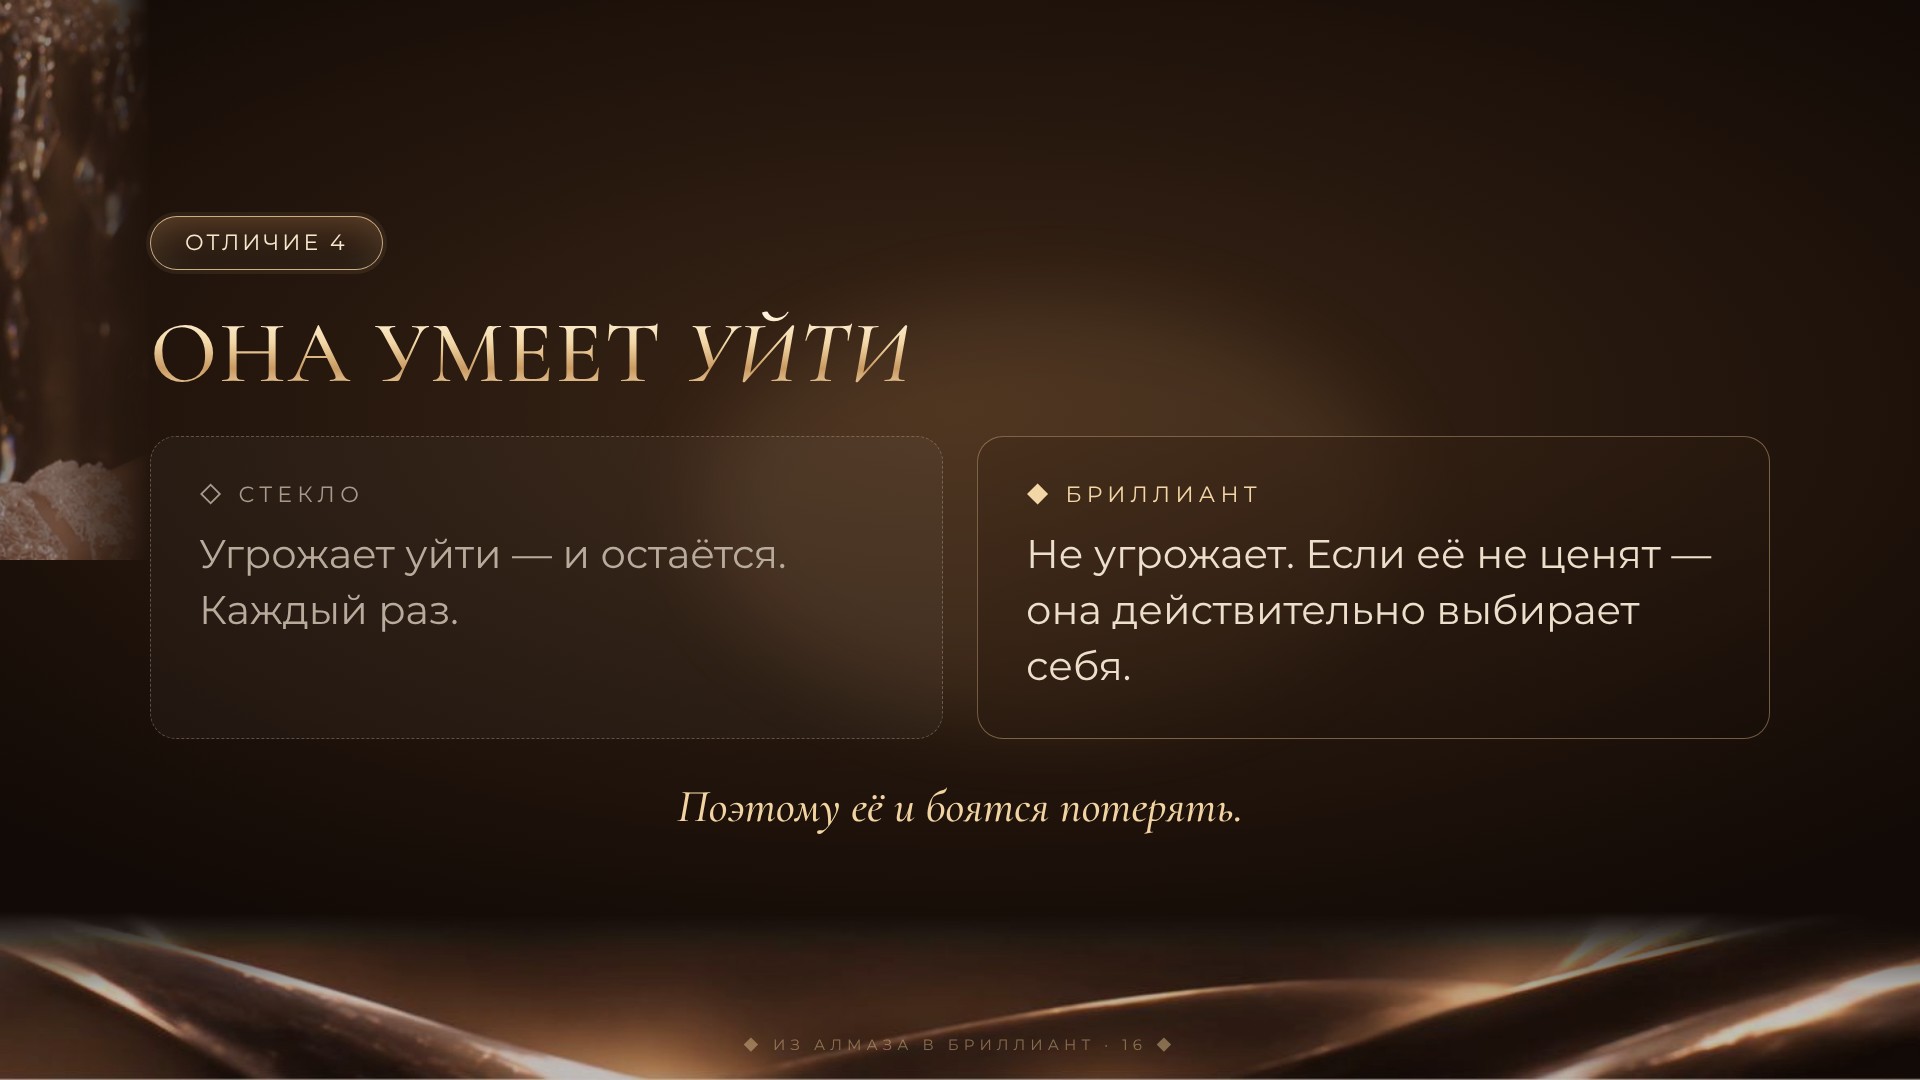 ОТЛИЧИЕ 4
ОНА УМЕЕТ УЙТИ
СТЕКЛО
Угрожает уйти — и остаётся.
Каждый раз.
БРИЛЛИАНТ
Не угрожает. Если её не ценят —
она действительно выбирает
себя.
Поэтому её и боятся потерять.
ИЗ АЛМАЗА В БРИЛЛИАНТ · 16